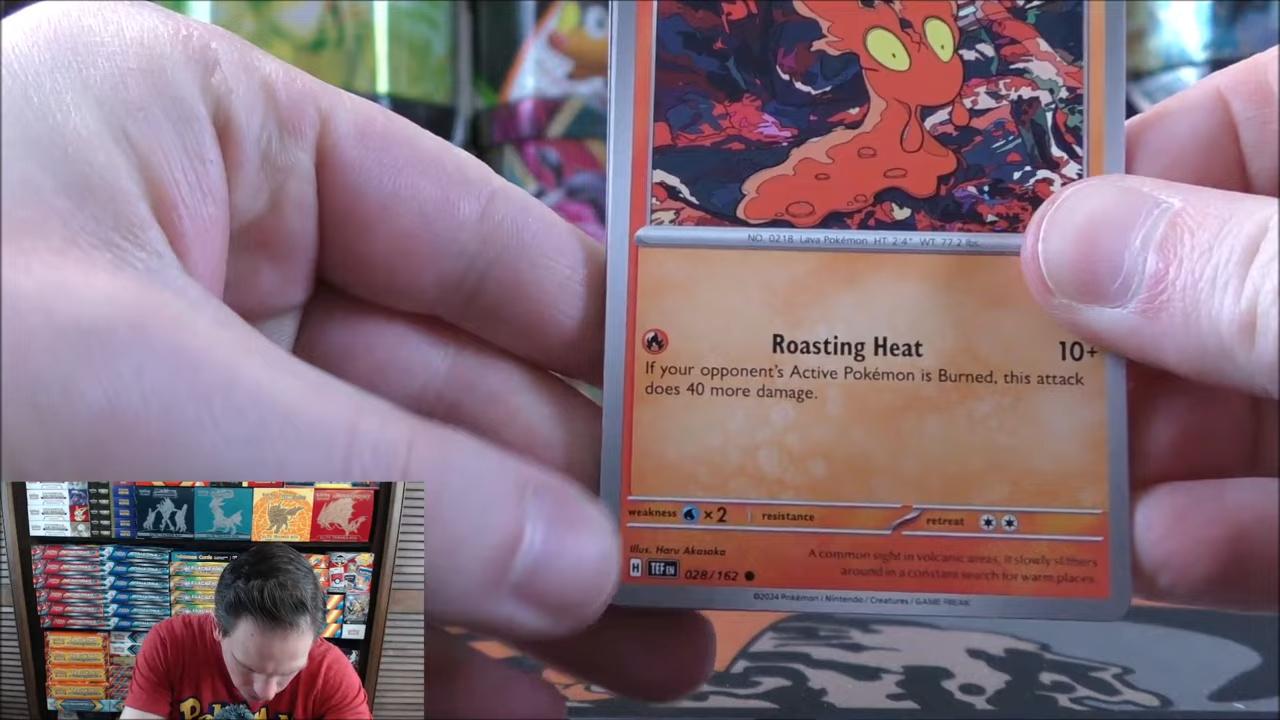 NO. 0218 Lava Pokémon HT: 2'4" WT: 77.2 lbs.
Roasting Heat 10+
If your opponent's Active Pokémon is Burned, this attack
does 40 more damage.
weakness ×2 resistance retreat
Illus. Haru Akasaka
A common sight in volcanic areas, it slowly slithers
around in a constant search for warm places.
H TEF EN 028/162
©2024 Pokémon / Nintendo / Creatures / GAME FREAK